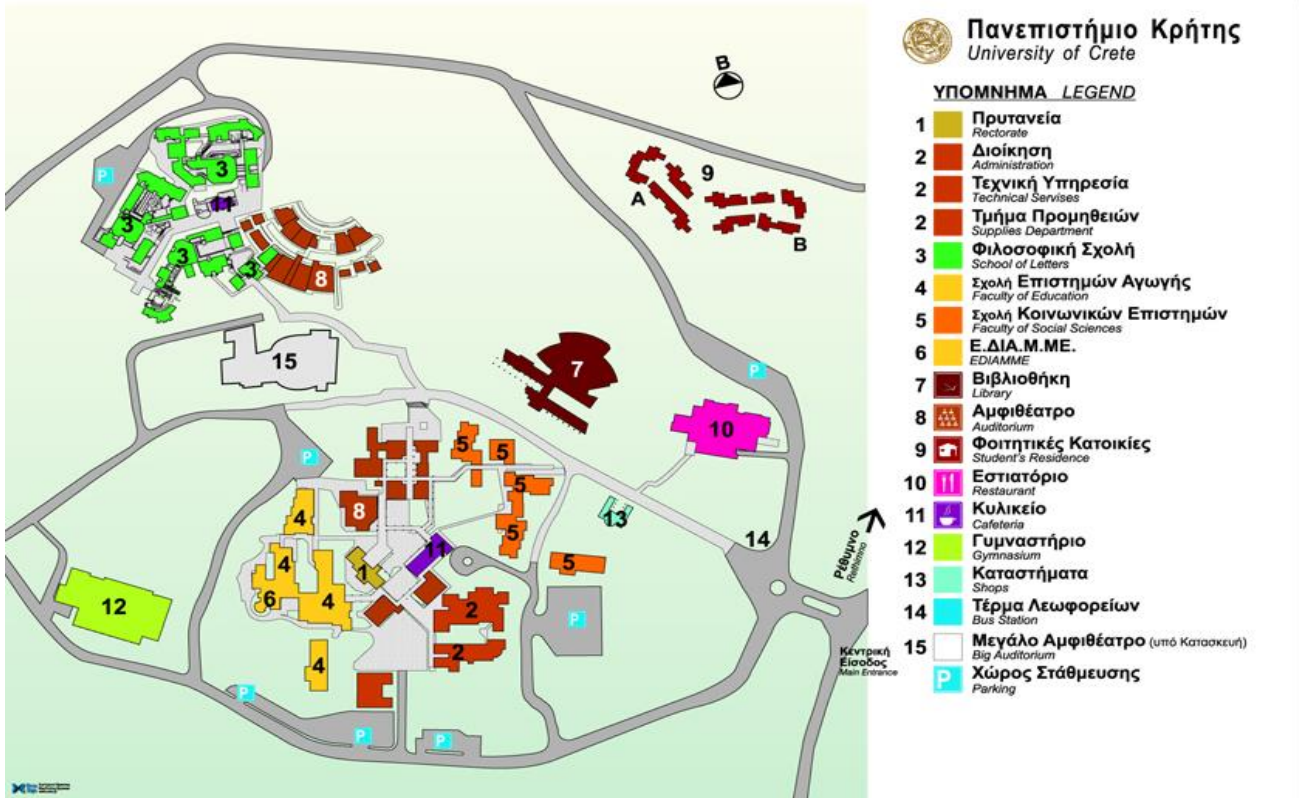 Πανεπιστήμιο Κρήτης
University of Crete
ΥΠΟΜΝΗΜΑ LEGEND
1 Πρυτανεία
Rectorate
2 Διοίκηση
Administration
2 Τεχνική Υπηρεσία
Technical Servises
2 Τμήμα Προμηθειών
Supplies Department
3 Φιλοσοφική Σχολή
School of Letters
4 Σχολή Επιστημών Αγωγής
Faculty of Education
5 Σχολή Κοινωνικών Επιστημών
Faculty of Social Sciences
6 Ε.ΔΙΑ.Μ.ΜΕ.
EDIAMME
7 Βιβλιοθήκη
Library
8 Αμφιθέατρο
Auditorium
9 Φοιτητικές Κατοικίες
Student's Residence
10 Εστιατόριο
Restaurant
11 Κυλικείο
Cafeteria
12 Γυμναστήριο
Gymnasium
13 Καταστήματα
Shops
14 Τέρμα Λεωφορείων
Bus Station
15 Μεγάλο Αμφιθέατρο (υπό Κατασκευή)
Big Auditorium
P Χώρος Στάθμευσης
Parking
B
3
P
11
3
3
3
8
9
A
B
15
7
P
10
5
5
P
8
5
4
13
5
14
11
Ρέθυμνο
Rethimno
4
1
5
6
4
12
2
P
2
4
Κεντρική
Είσοδος
Main Entrance
P
P
P